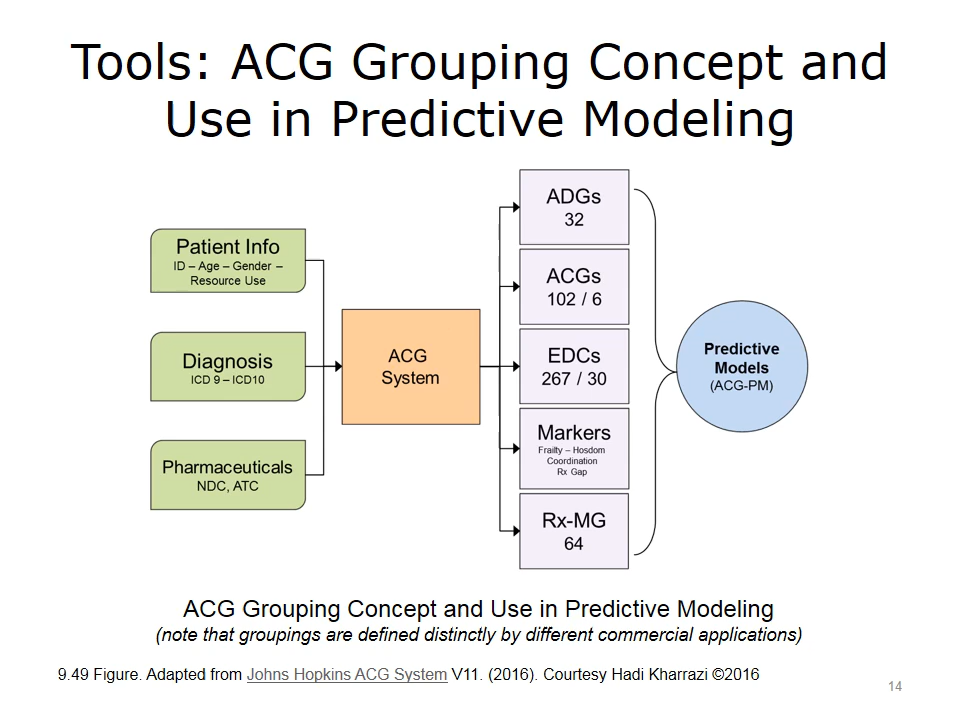 Tools: ACG Grouping Concept and
Use in Predictive Modeling
Patient Info
ID – Age – Gender –
Resource Use
Diagnosis
ICD 9 – ICD10
Pharmaceuticals
NDC, ATC
ACG
System
ADGs
32
ACGs
102 / 6
EDCs
267 / 30
Markers
Frailty – Hosdom
Coordination
Rx Gap
Rx-MG
64
Predictive
Models
(ACG-PM)
ACG Grouping Concept and Use in Predictive Modeling
(note that groupings are defined distinctly by different commercial applications)
9.49 Figure. Adapted from Johns Hopkins ACG System V11. (2016). Courtesy Hadi Kharrazi ©2016
14